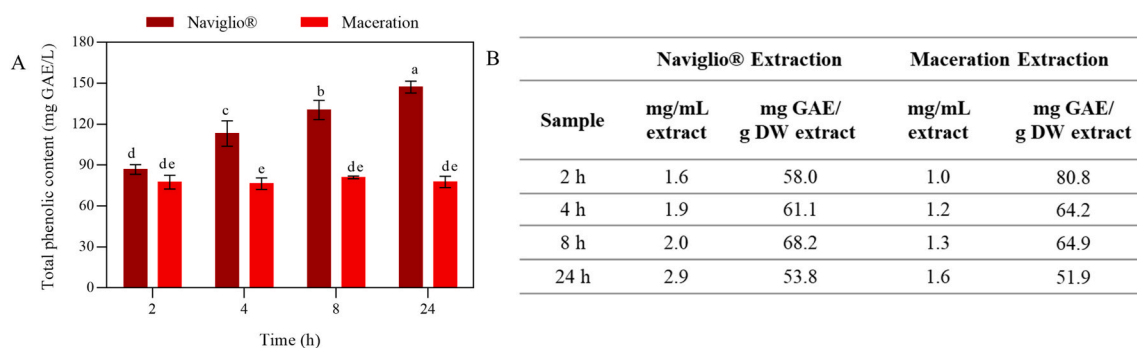 Naviglio® Maceration
A
Total phenolic content (mg GAE/L)
180
150
120
90
60
30
0
d de c e b de a de
2 4 8 24
Time (h)
B
Naviglio® Extraction Maceration Extraction
Sample mg/mL extract mg GAE/ g DW extract mg/mL extract mg GAE/ g DW extract
2 h 1.6 58.0 1.0 80.8
4 h 1.9 61.1 1.2 64.2
8 h 2.0 68.2 1.3 64.9
24 h 2.9 53.8 1.6 51.9